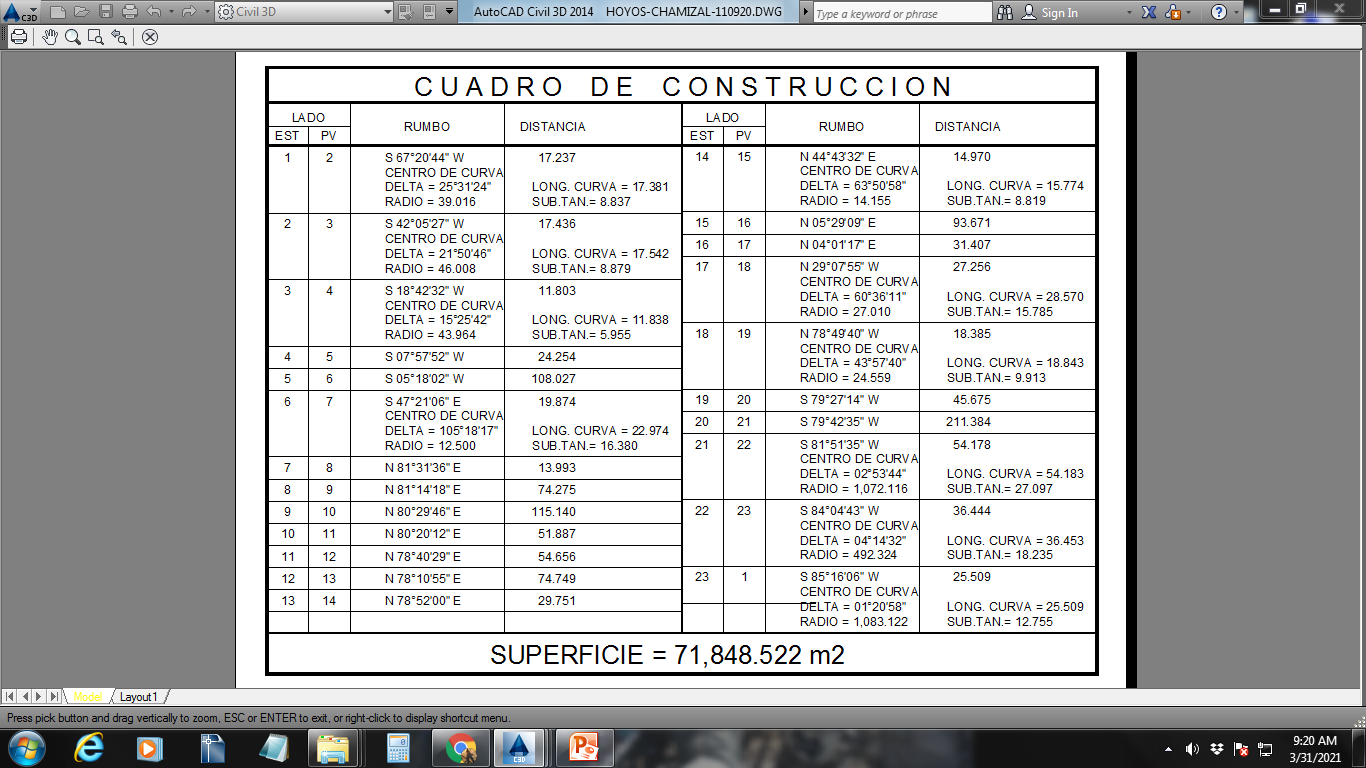 C3D
Civil 3D
AutoCAD Civil 3D 2014 HOYOS-CHAMIZAL-110920.DWG
Type a keyword or phrase
Sign In
CUADRO DE CONSTRUCCION
LADO
EST PV
RUMBO
DISTANCIA
1 2 S 67°20'44" W 17.237
CENTRO DE CURVA
DELTA = 25°31'24" LONG. CURVA = 17.381
RADIO = 39.016 SUB.TAN.= 8.837
2 3 S 42°05'27" W 17.436
CENTRO DE CURVA
DELTA = 21°50'46" LONG. CURVA = 17.542
RADIO = 46.008 SUB.TAN.= 8.879
3 4 S 18°42'32" W 11.803
CENTRO DE CURVA
DELTA = 15°25'42" LONG. CURVA = 11.838
RADIO = 43.964 SUB.TAN.= 5.955
4 5 S 07°57'52" W 24.254
5 6 S 05°18'02" W 108.027
6 7 S 47°21'06" E 19.874
CENTRO DE CURVA
DELTA = 105°18'17" LONG. CURVA = 22.974
RADIO = 12.500 SUB.TAN.= 16.380
7 8 N 81°31'36" E 13.993
8 9 N 81°14'18" E 74.275
9 10 N 80°29'46" E 115.140
10 11 N 80°20'12" E 51.887
11 12 N 78°40'29" E 54.656
12 13 N 78°10'55" E 74.749
13 14 N 78°52'00" E 29.751
LADO
EST PV
RUMBO
DISTANCIA
14 15 N 44°43'32" E 14.970
CENTRO DE CURVA
DELTA = 63°50'58" LONG. CURVA = 15.774
RADIO = 14.155 SUB.TAN.= 8.819
15 16 N 05°29'09" E 93.671
16 17 N 04°01'17" E 31.407
17 18 N 29°07'55" W 27.256
CENTRO DE CURVA
DELTA = 60°36'11" LONG. CURVA = 28.570
RADIO = 27.010 SUB.TAN.= 15.785
18 19 N 78°49'40" W 18.385
CENTRO DE CURVA
DELTA = 43°57'40" LONG. CURVA = 18.843
RADIO = 24.559 SUB.TAN.= 9.913
19 20 S 79°27'14" W 45.675
20 21 S 79°42'35" W 211.384
21 22 S 81°51'35" W 54.178
CENTRO DE CURVA
DELTA = 02°53'44" LONG. CURVA = 54.183
RADIO = 1,072.116 SUB.TAN.= 27.097
22 23 S 84°04'43" W 36.444
CENTRO DE CURVA
DELTA = 04°14'32" LONG. CURVA = 36.453
RADIO = 492.324 SUB.TAN.= 18.235
23 1 S 85°16'06" W 25.509
CENTRO DE CURVA
DELTA = 01°20'58" LONG. CURVA = 25.509
RADIO = 1,083.122 SUB.TAN.= 12.755
SUPERFICIE = 71,848.522 m2
Model Layout1
Press pick button and drag vertically to zoom, ESC or ENTER to exit, or right-click to display shortcut menu.
C3D
9:20 AM
3/31/2021